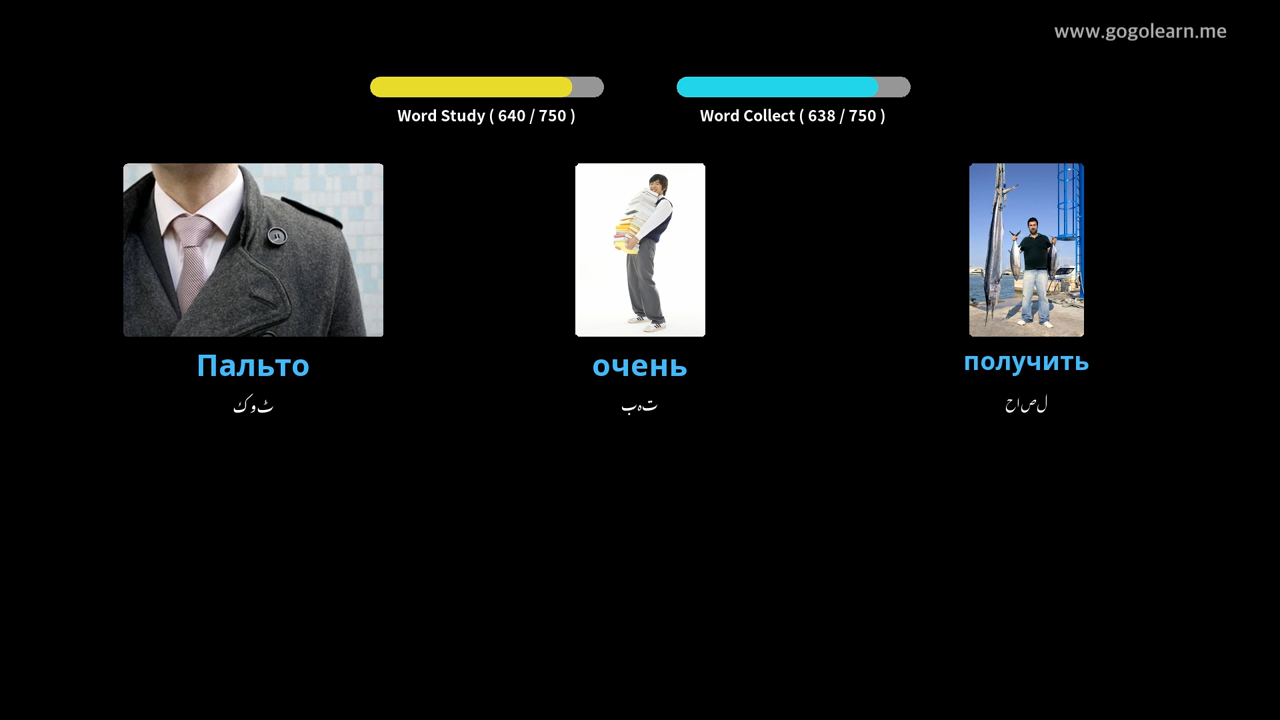 www.gogolearn.me
Word Study ( 640 / 750 )
Word Collect ( 638 / 750 )
Пальто
очень
получить
کوٹ
بہت
حاصل